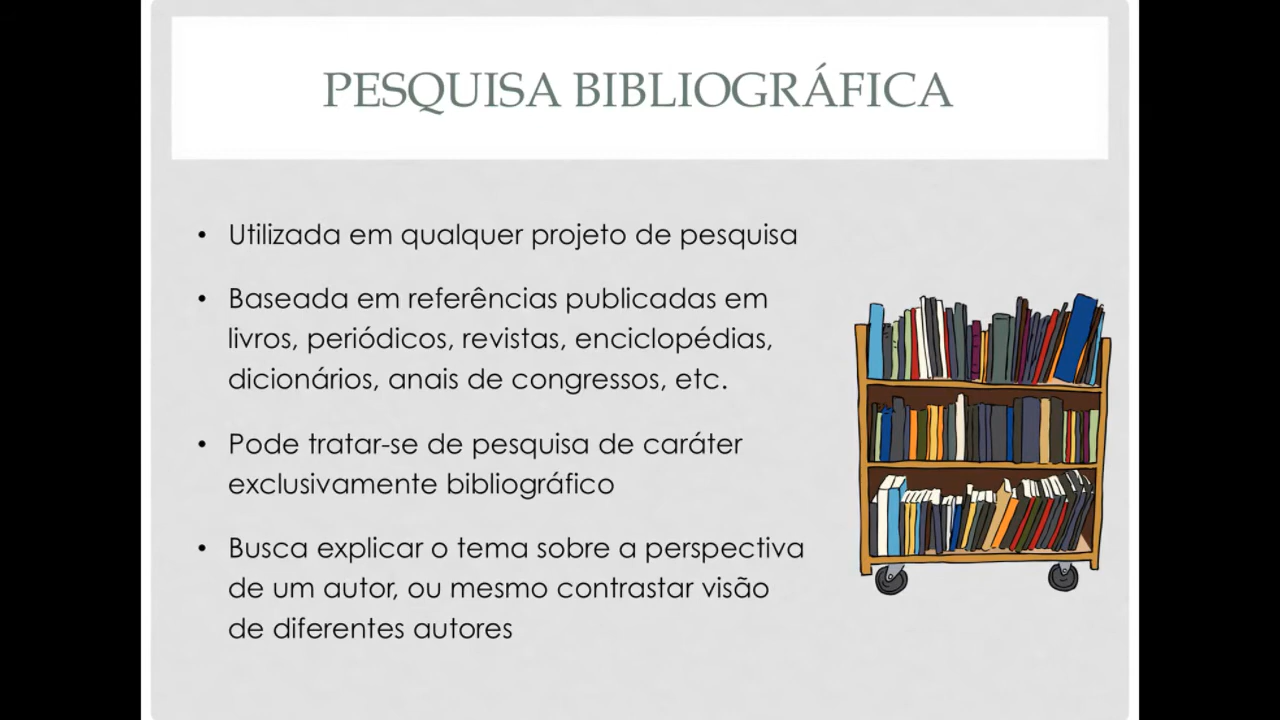 PESQUISA BIBLIOGRÁFICA
• Utilizada em qualquer projeto de pesquisa
• Baseada em referências publicadas em
livros, periódicos, revistas, enciclopédias,
dicionários, anais de congressos, etc.
• Pode tratar-se de pesquisa de caráter
exclusivamente bibliográfico
• Busca explicar o tema sobre a perspectiva
de um autor, ou mesmo contrastar visão
de diferentes autores